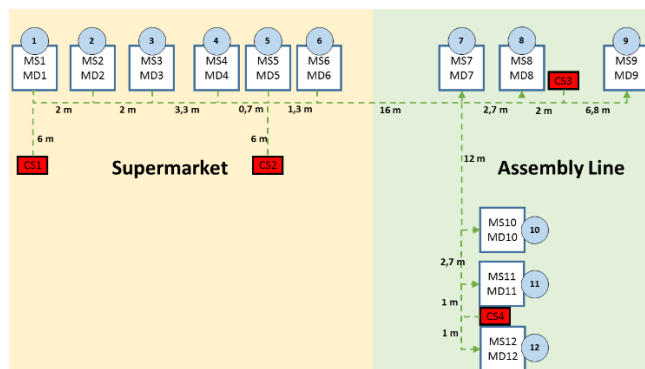 1
2
3
4
5
6
7
8
9
MS1
MD1
MS2
MD2
MS3
MD3
MS4
MD4
MS5
MD5
MS6
MD6
MS7
MD7
MS8
MD8
CS3
MS9
MD9
2 m
2 m
3,3 m
0,7 m
1,3 m
16 m
2,7 m
2 m
6,8 m
6 m
6 m
12 m
CS1
Supermarket
CS2
Assembly Line
MS10
MD10
10
2,7 m
MS11
MD11
11
1 m
CS4
1 m
MS12
MD12
12